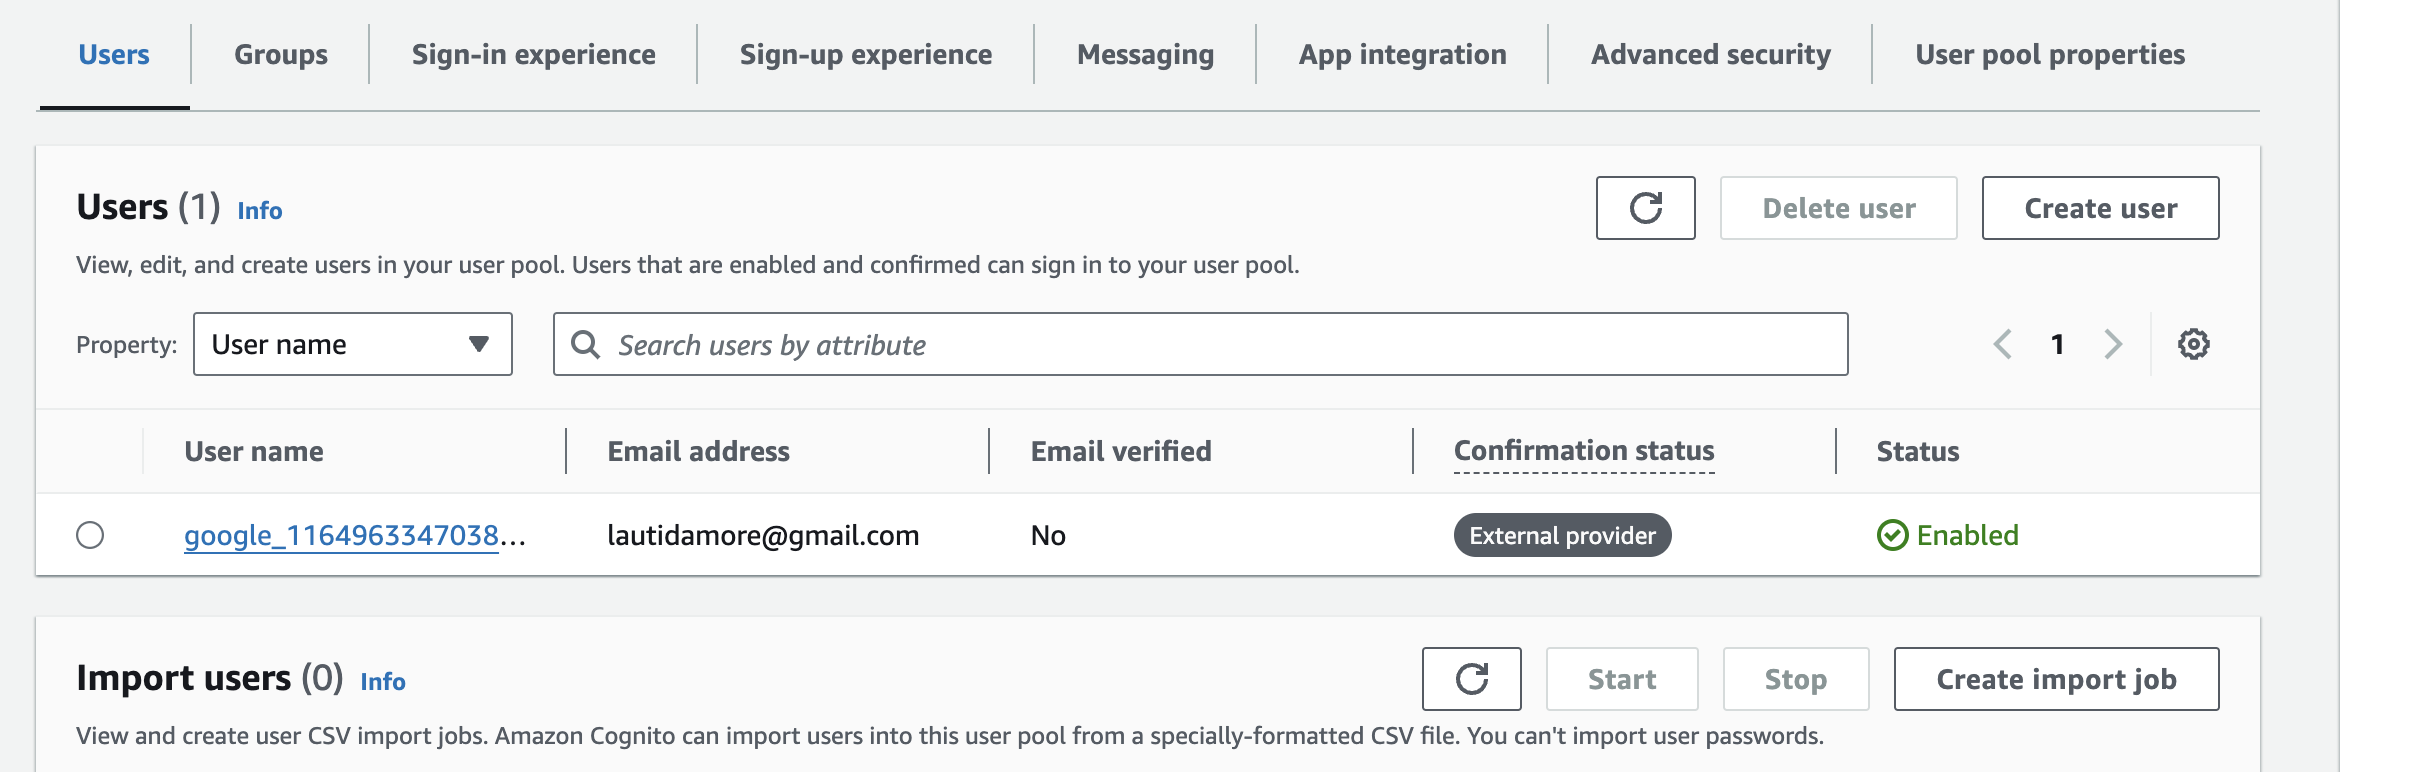 Users Groups Sign-in experience Sign-up experience Messaging App integration Advanced security User pool properties
Users (1) Info
Delete user Create user
View, edit, and create users in your user pool. Users that are enabled and confirmed can sign in to your user pool.
Property: User name Search users by attribute 1
User name Email address Email verified Confirmation status Status
google_1164963347038... lautidamore@gmail.com No External provider Enabled
Import users (0) Info
Start Stop Create import job
View and create user CSV import jobs. Amazon Cognito can import users into this user pool from a specially-formatted CSV file. You can't import user passwords.